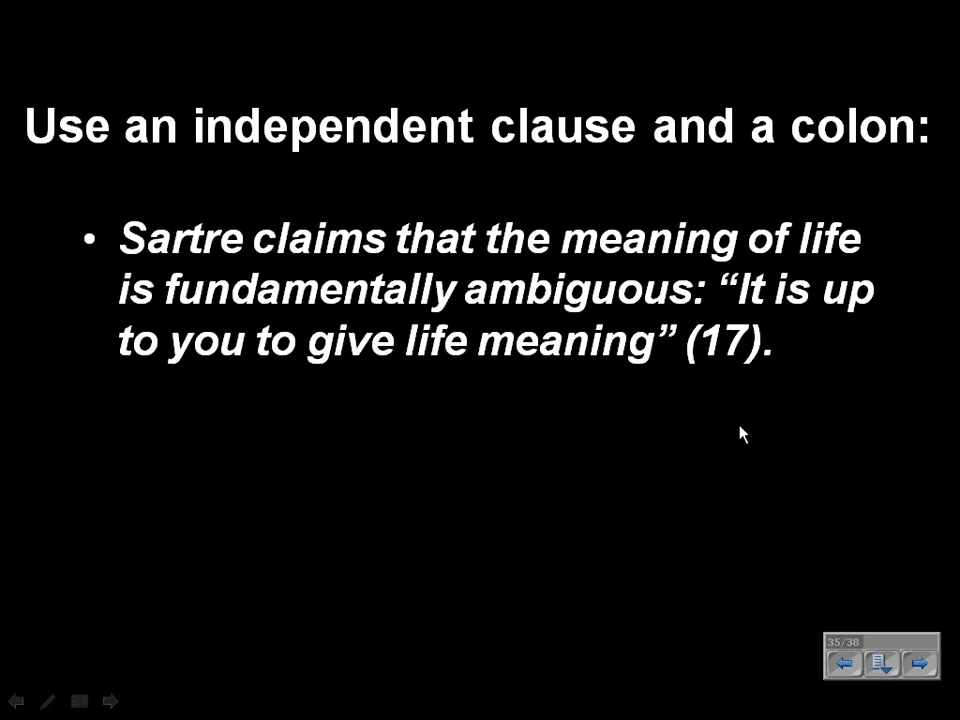 Use an independent clause and a colon:
• Sartre claims that the meaning of life
is fundamentally ambiguous: “It is up
to you to give life meaning” (17).
35/38